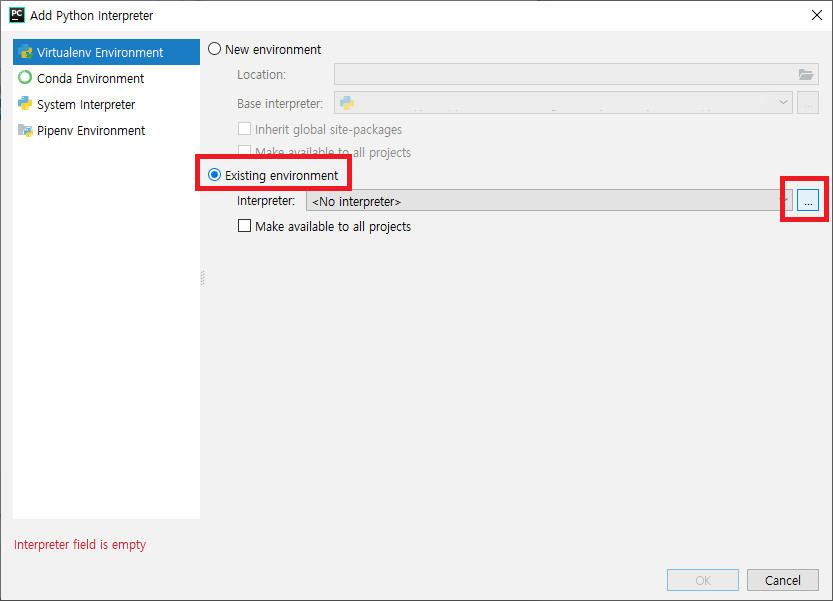 PC
Add Python Interpreter
Virtualenv Environment
Conda Environment
System Interpreter
Pipenv Environment
New environment
Location:
Base interpreter:
...
Inherit global site-packages
Make available to all projects
Existing environment
Interpreter: <No interpreter>
...
Make available to all projects
Interpreter field is empty
OK Cancel